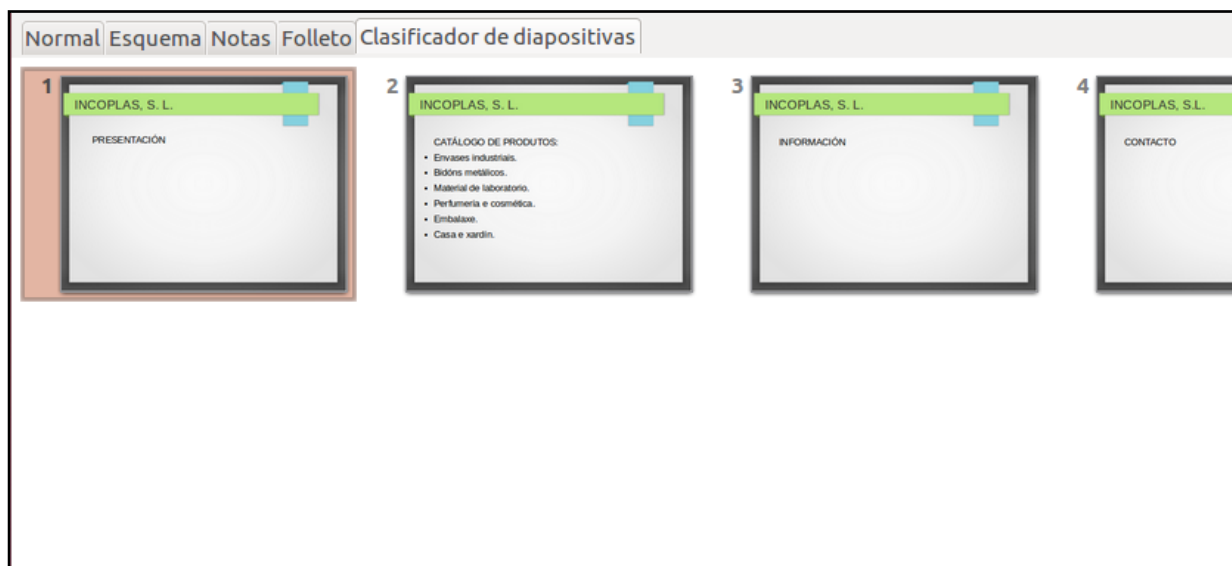 Normal Esquema Notas Folleto Clasificador de diapositivas
1
INCOPLAS, S. L.
PRESENTACIÓN
2
INCOPLAS, S. L.
CATÁLOGO DE PRODUTOS:
• Envases industriais.
• Bidóns metálicos.
• Material de laboratorio.
• Perfumeria e cosmética.
• Embalaxe.
• Casa e xardín.
3
INCOPLAS, S. L.
INFORMACIÓN
4
INCOPLAS, S.L.
CONTACTO